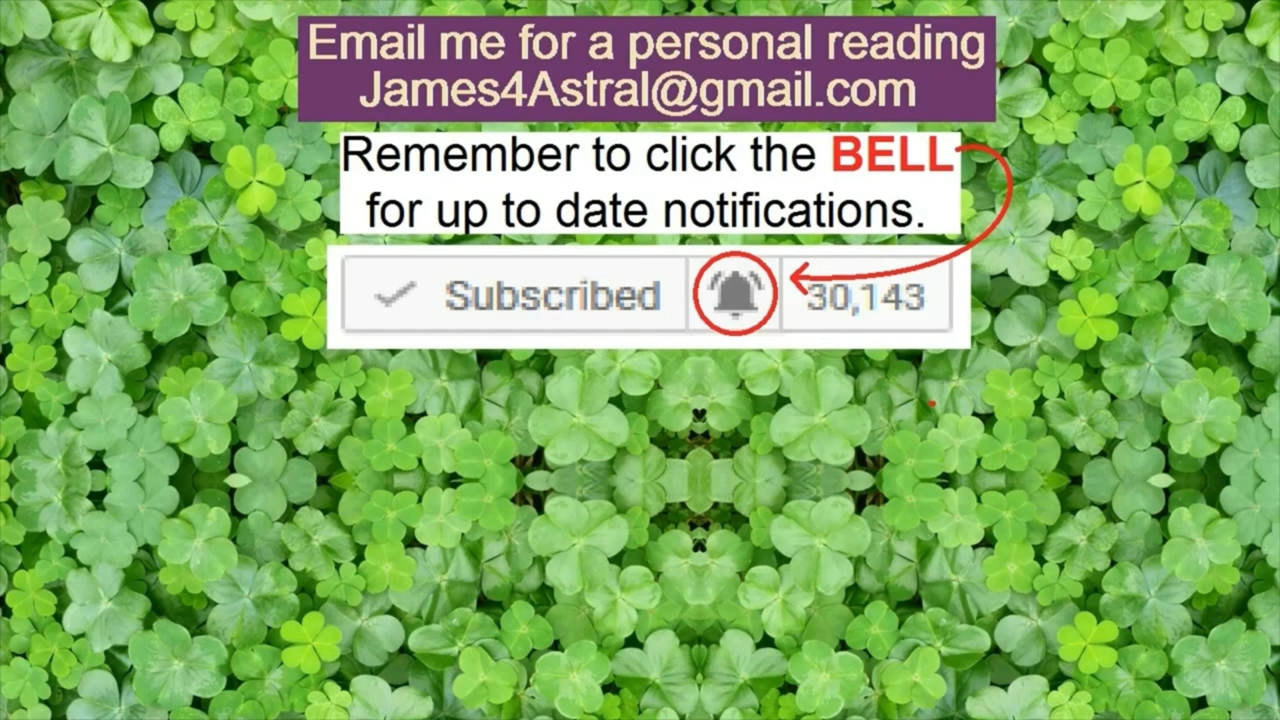 Email me for a personal reading
James4Astral@gmail.com
Remember to click the BELL
for up to date notifications.
Subscribed 30,143